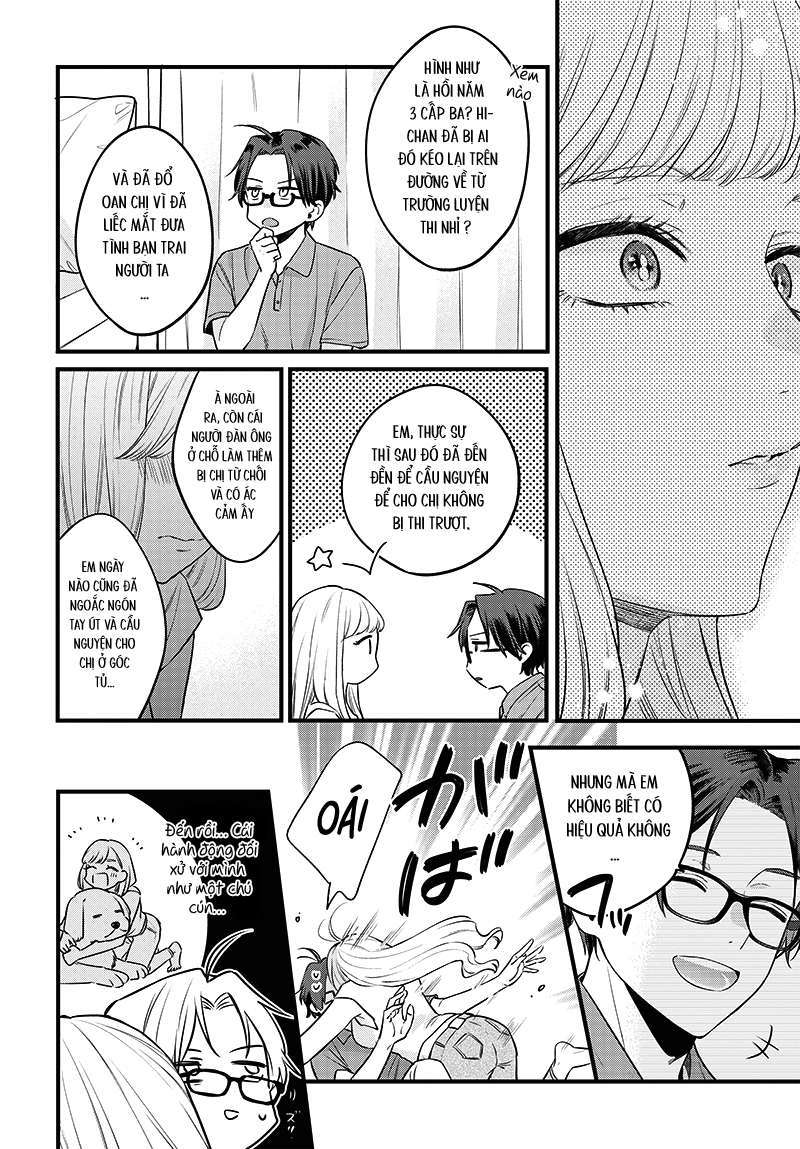 Xem
nào
HÌNH NHƯ
LÀ HỒI NĂM
3 CẤP BA? HI-
CHAN ĐÃ BỊ AI
ĐÓ KÉO LẠI TRÊN
ĐƯỜNG VỀ TỪ
TRƯỜNG LUYỆN
THI NHỈ ?
VÀ ĐÃ ĐỔ
OAN CHỊ VÌ ĐÃ
LIẾC MẮT ĐƯA
TÌNH BẠN TRAI
NGƯỜI TA
...
EM, THỰC SỰ
THÌ SAU ĐÓ ĐÃ ĐẾN
ĐỀN ĐỂ CẦU NGUYỆN
ĐỂ CHO CHỊ KHÔNG
BỊ THI TRƯỢT.
À NGOÀI
RA, CÒN CÁI
NGƯỜI ĐÀN ÔNG
Ở CHỖ LÀM THÊM
BỊ CHỊ TỪ CHỐI
VÀ CÓ ÁC
CẢM ẤY
EM NGÀY
NÀO CŨNG ĐÃ
NGOẮC NGÓN
TAY ÚT VÀ CẦU
NGUYỆN CHO
CHỊ Ở GÓC
TỦ...
NHƯNG MÀ EM
KHÔNG BIẾT CÓ
HIỆU QUẢ KHÔNG
...
フッ
がば
OÁI
Đến rồi... Cái
hành động đối
xử với mình
như một chú
cún...
ズ